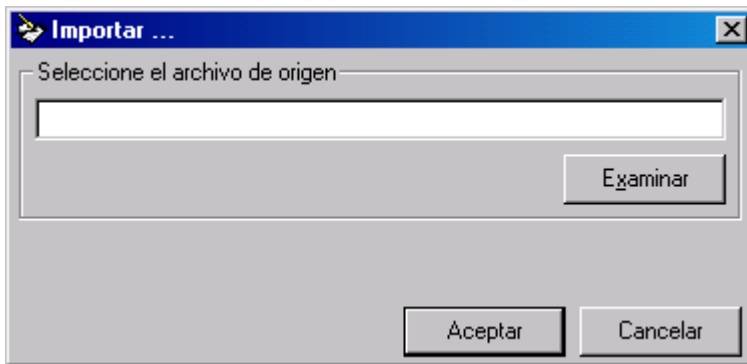 Importar ...
Seleccione el archivo de origen
Examinar
Aceptar
Cancelar